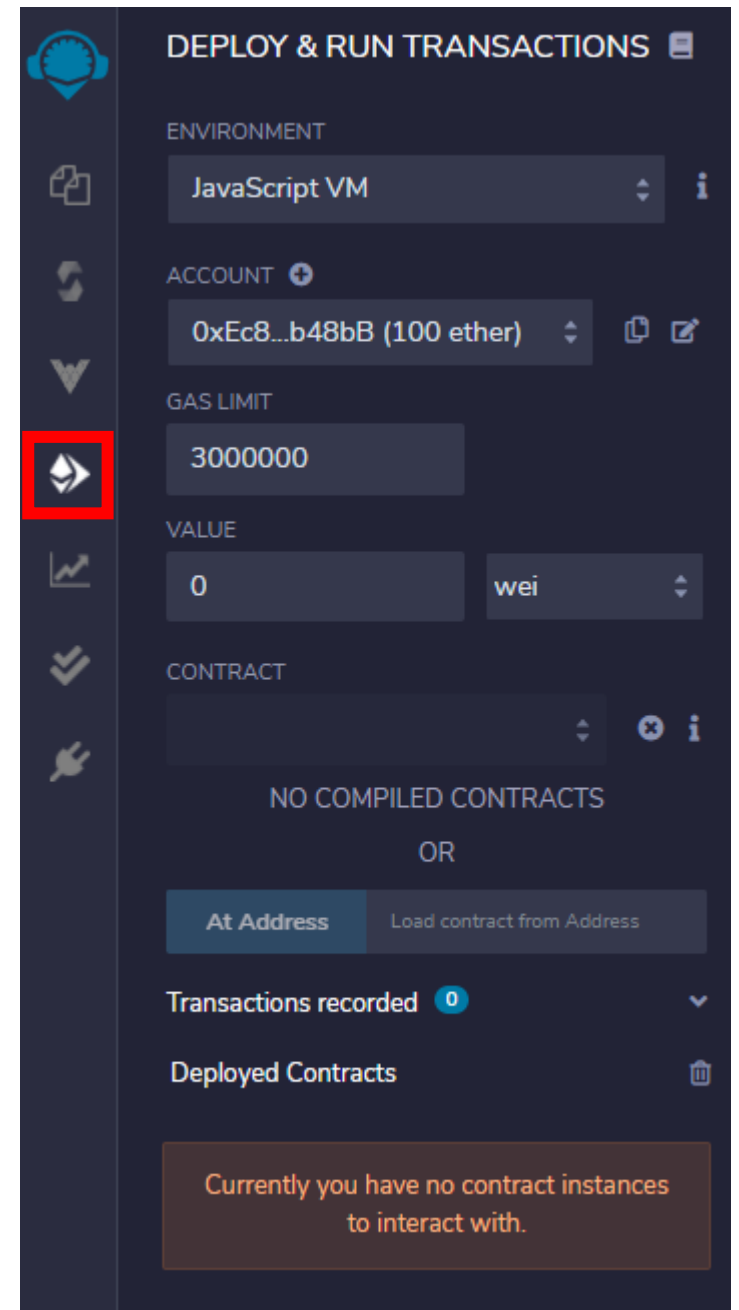 DEPLOY & RUN TRANSACTIONS
ENVIRONMENT
JavaScript VM
ACCOUNT
0xEc8...b48bB (100 ether)
GAS LIMIT
3000000
VALUE
0 wei
CONTRACT
NO COMPILED CONTRACTS
OR
At Address Load contract from Address
Transactions recorded 0
Deployed Contracts
Currently you have no contract instances
to interact with.